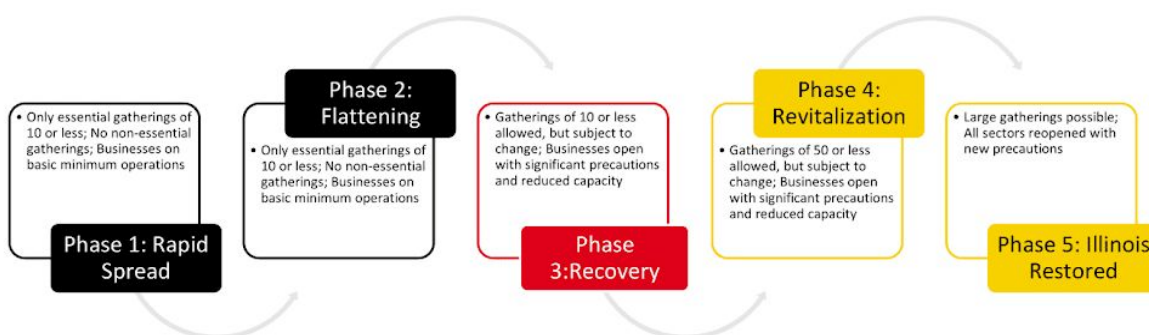 • Only essential gatherings of
10 or less; No non-essential
gatherings; Businesses on
basic minimum operations
Phase 1: Rapid
Spread
Phase 2:
Flattening
• Only essential gatherings of
10 or less; No non-essential
gatherings; Businesses on
basic minimum operations
• Gatherings of 10 or less
allowed, but subject to
change; Businesses open
with significant precautions
and reduced capacity
Phase
3:Recovery
Phase 4:
Revitalization
• Gatherings of 50 or less
allowed, but subject to
change; Businesses open
with significant precautions
and reduced capacity
• Large gatherings possible;
All sectors reopened with
new precautions
Phase 5: Illinois
Restored